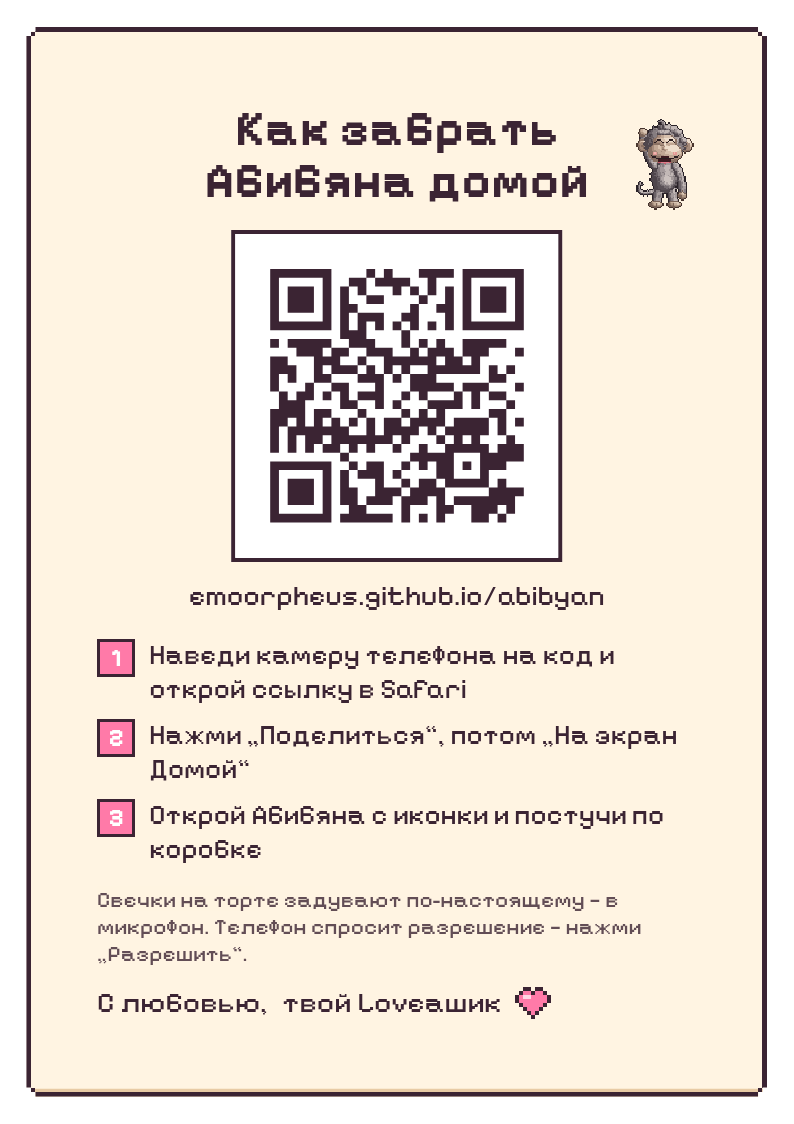 Как забрать
Абибяна домой
emoorpheus.github.io/abibyan
1 Наведи камеру телефона на код и
открой ссылку в Safari
2 Нажми „Поделиться“, потом „На экран
Домой“
3 Открой Абибяна с иконки и постучи по
коробке
Свечки на торте задувают по-настоящему – в
микрофон. Телефон спросит разрешение – нажми
„Разрешить“.
С любовью, твой Loveашик